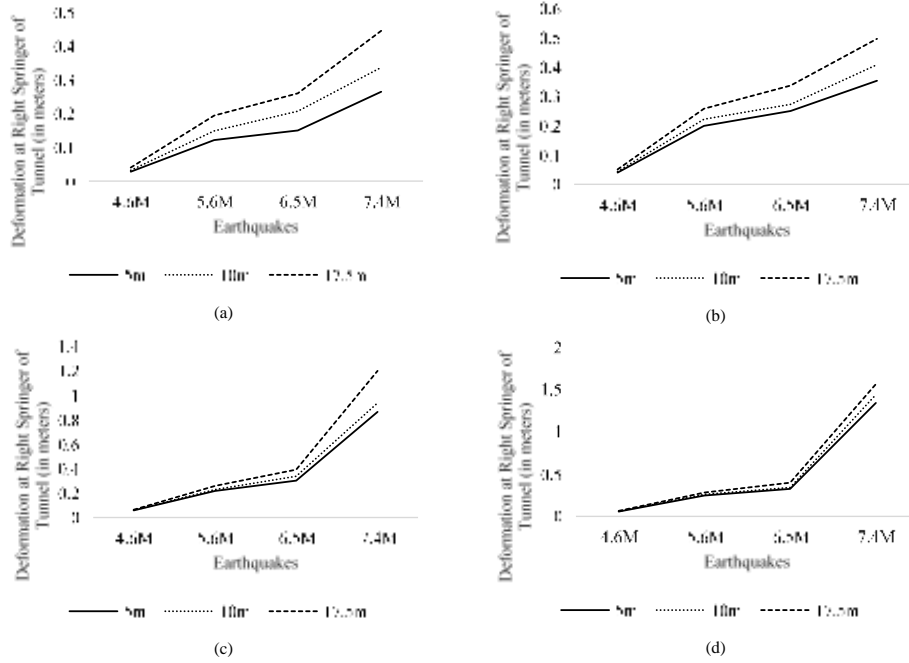 0.5
0.4
0.3
0.2
0.1
0
Deformation at Right Springer of
Tunnel (in meters)
4.6M 5.6M 6.5M 7.4M
Earthquakes
5m 10m 17.5m
(a)
0.6
0.5
0.4
0.3
0.2
0.1
0
Deformation at Right Springer of
Tunnel (in meters)
4.6M 5.6M 6.5M 7.4M
Earthquakes
5m 10m 17.5m
(b)
1.4
1.2
1
0.8
0.6
0.4
0.2
0
Deformation at Right Springer of
Tunnel (in meters)
4.6M 5.6M 6.5M 7.4M
Earthquakes
5m 10m 17.5m
(c)
2
1.5
1
0.5
0
Deformation at Right Springer of
Tunnel (in meters)
4.6M 5.6M 6.5M 7.4M
Earthquakes
5m 10m 17.5m
(d)